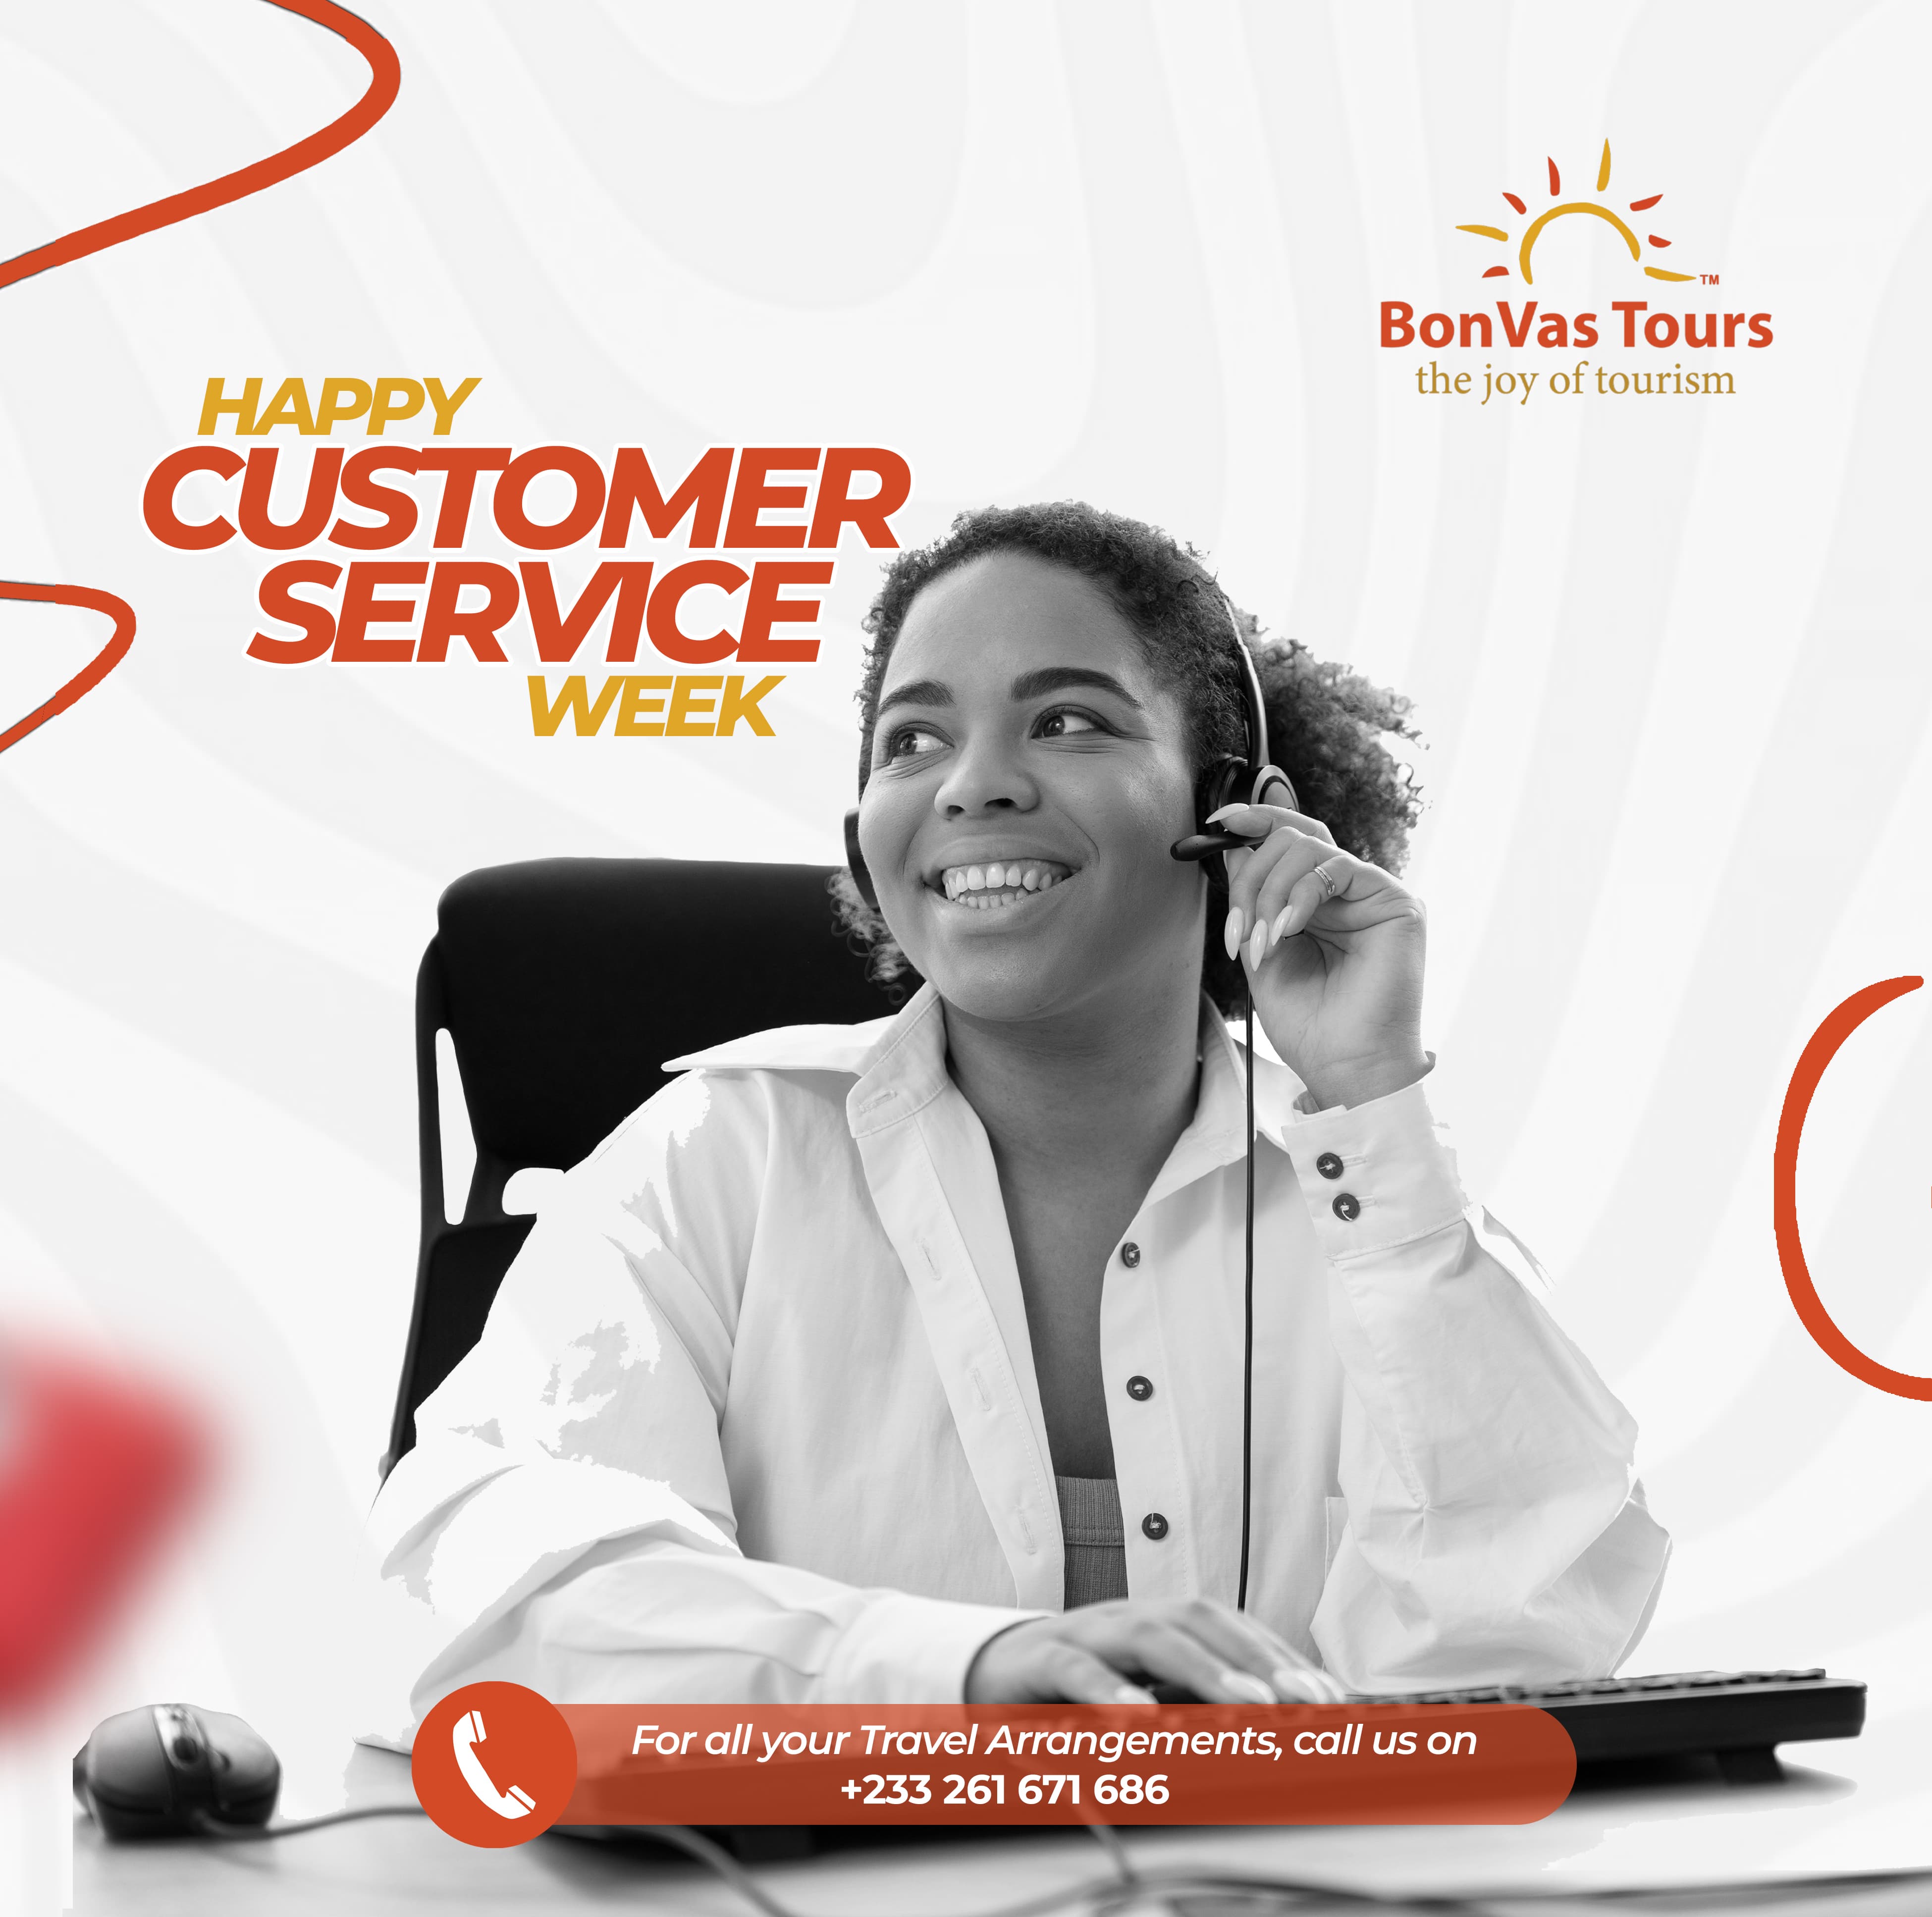 TM
BonVas Tours
the joy of tourism
HAPPY
CUSTOMER
SERVICE
WEEK
For all your Travel Arrangements, call us on
+233 261 671 686